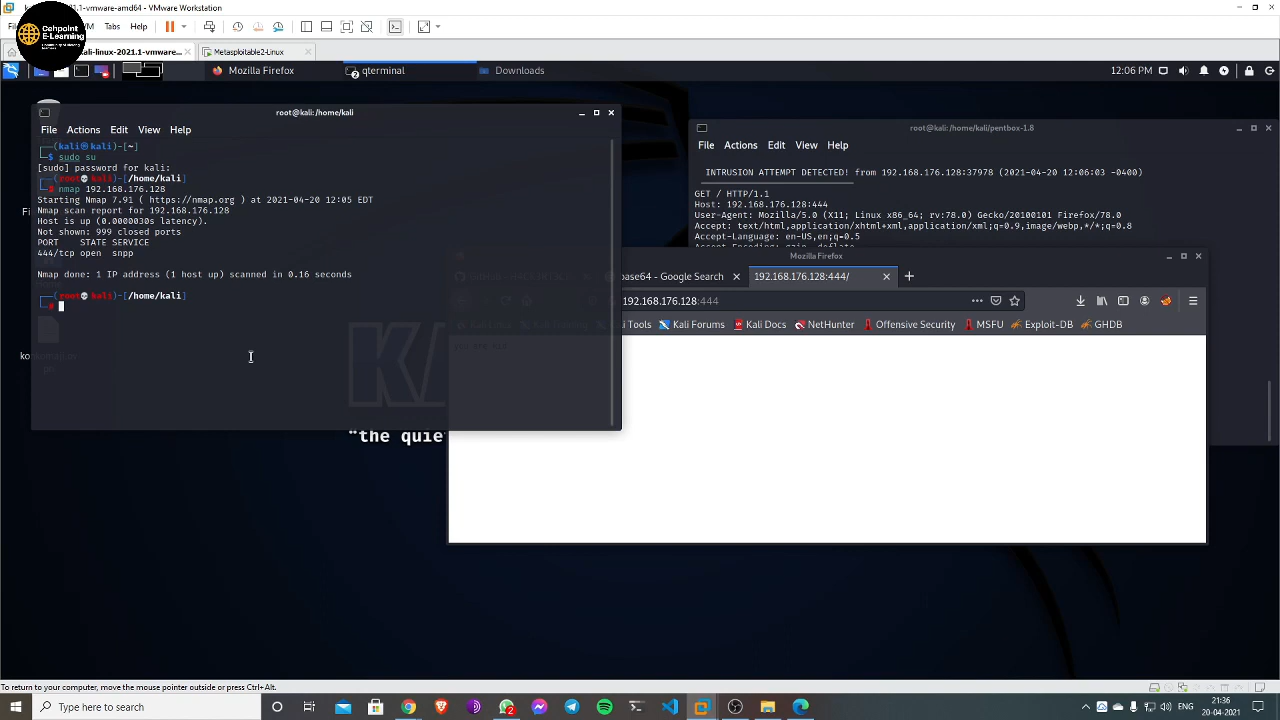 kali-linux-2021.1-vmware-amd64 - VMware Workstation
Cehpoint
E-Learning
VM Tabs Help
kali-linux-2021.1-vmware...
Metasploitable2-Linux
Mozilla Firefox
qterminal
Downloads
12:06 PM
root@kali: /home/kali
File Actions Edit View Help
(kali㉿kali)-[~]
$ sudo su
[sudo] password for kali:
(root💀kali)-[/home/kali]
# nmap 192.168.176.128
Starting Nmap 7.91 ( https://nmap.org ) at 2021-04-20 12:05 EDT
Nmap scan report for 192.168.176.128
Host is up (0.0000030s latency).
Not shown: 999 closed ports
PORT STATE SERVICE
444/tcp open snpp
Nmap done: 1 IP address (1 host up) scanned in 0.16 seconds
(root💀kali)-[/home/kali]
#
root@kali: /home/kali/pentbox-1.8
File Actions Edit View Help
INTRUSION ATTEMPT DETECTED! from 192.168.176.128:37978 (2021-04-20 12:06:03 -0400)
GET / HTTP/1.1
Host: 192.168.176.128:444
User-Agent: Mozilla/5.0 (X11; Linux x86_64; rv:78.0) Gecko/20100101 Firefox/78.0
Accept: text/html,application/xhtml+xml,application/xml;q=0.9,image/webp,*/*;q=0.8
Accept-Language: en-US,en;q=0.5
Mozilla Firefox
base64 - Google Search
192.168.176.128:444/
192.168.176.128:444
Tools
Kali Forums
Kali Docs
NetHunter
Offensive Security
MSFU
Exploit-DB
GHDB
"the quie
To return to your computer, move the mouse pointer outside or press Ctrl+Alt.
Type here to search
2
ENG
21:36
20-04-2021